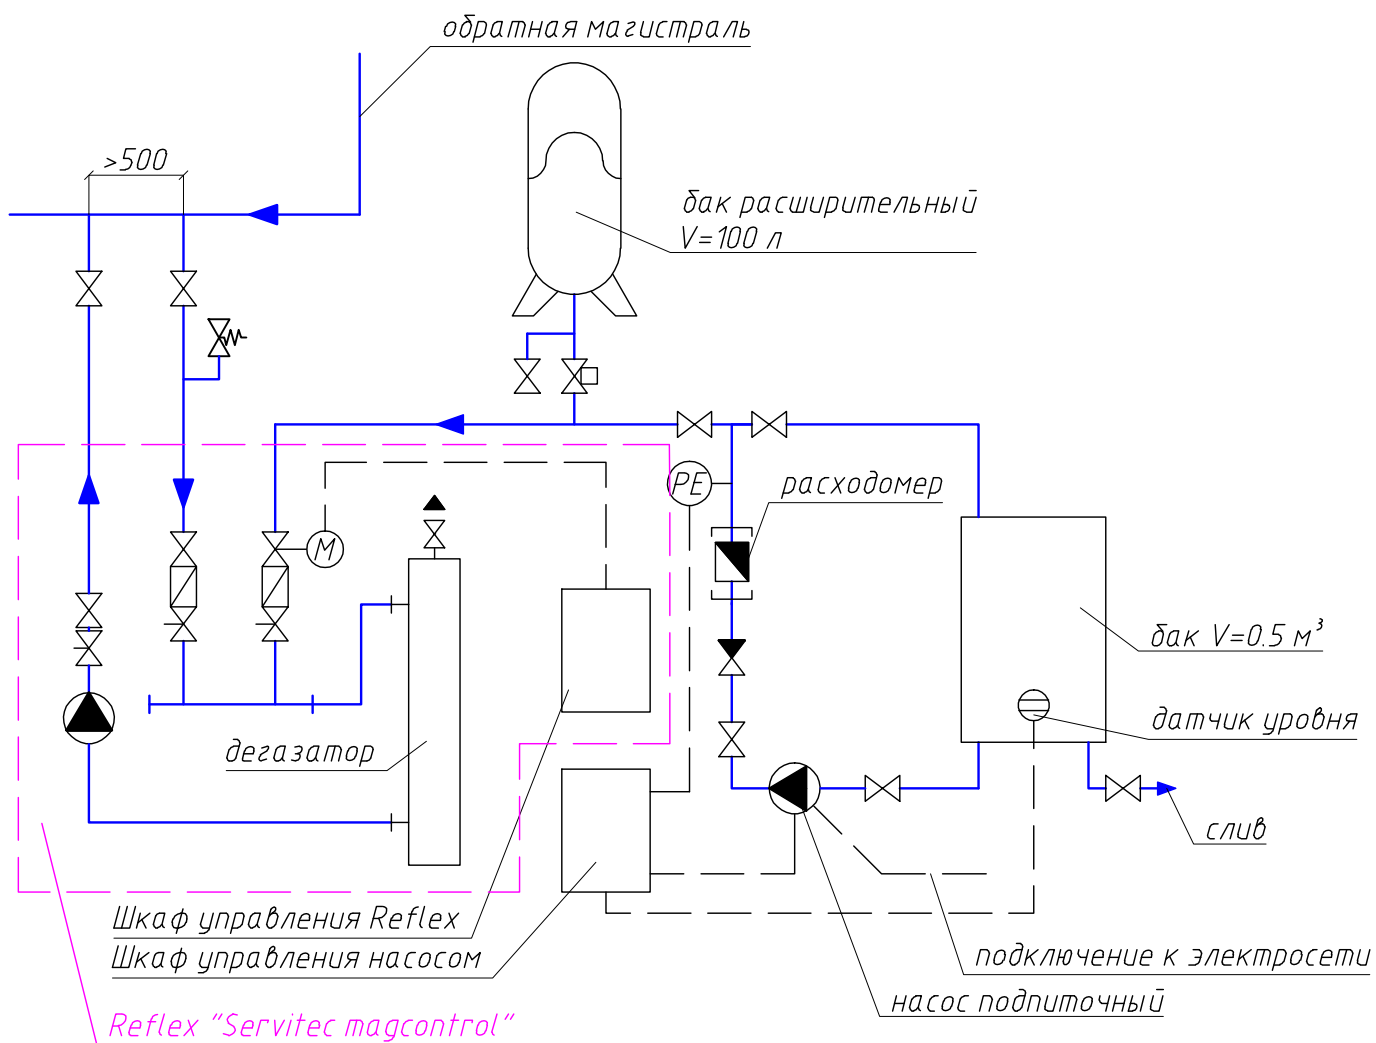 обратная магистраль
>500
бак расширительный
V=100 л
PE
расходомер
M
бак V=0.5 м³
датчик уровня
дегазатор
слив
Шкаф управления Reflex
Шкаф управления насосом
подключение к электросети
насос подпиточный
Reflex "Servitec magcontrol"